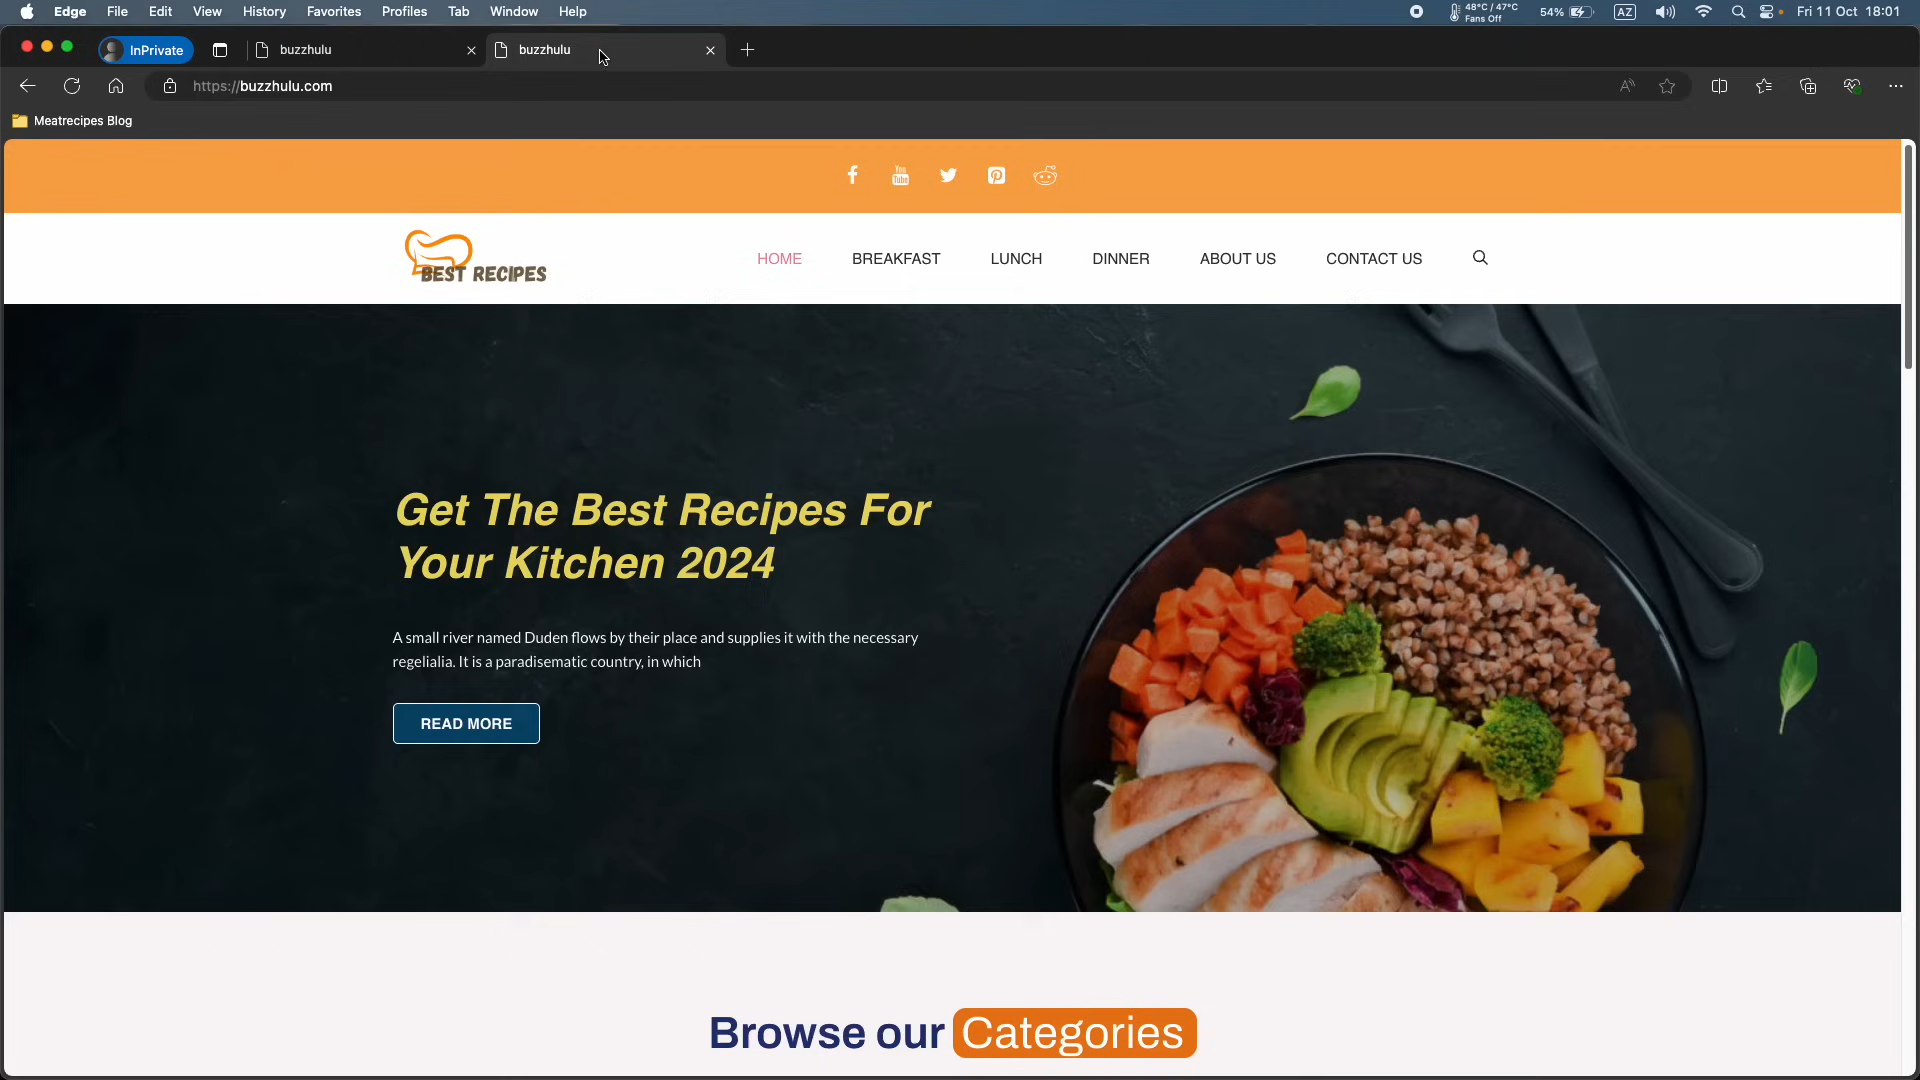 Edge File Edit View History Favorites Profiles Tab Window Help
48°C / 47°C
Fans Off
54%
AZ
Fri 11 Oct 18:01
InPrivate
buzzhulu
buzzhulu
https://buzzhulu.com
Meatrecipes Blog
You
Tube
BEST RECIPES
HOME BREAKFAST LUNCH DINNER ABOUT US CONTACT US
Get The Best Recipes For
Your Kitchen 2024
A small river named Duden flows by their place and supplies it with the necessary
regelialia. It is a paradisematic country, in which
READ MORE
Browse our Categories